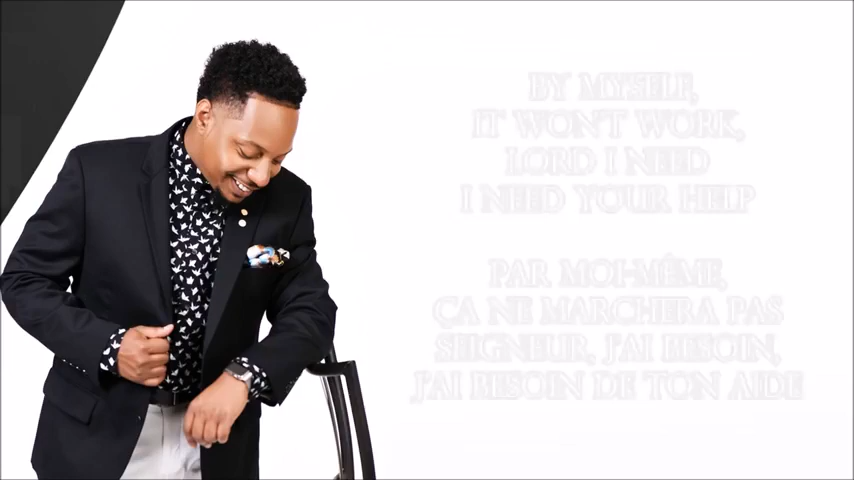 BY MYSELF,
IT WON'T WORK,
LORD I NEED
I NEED YOUR HELP
PAR MOI-MÊME,
ÇA NE MARCHERA PAS
SEIGNEUR, J'AI BESOIN,
J'AI BESOIN DE TON AIDE